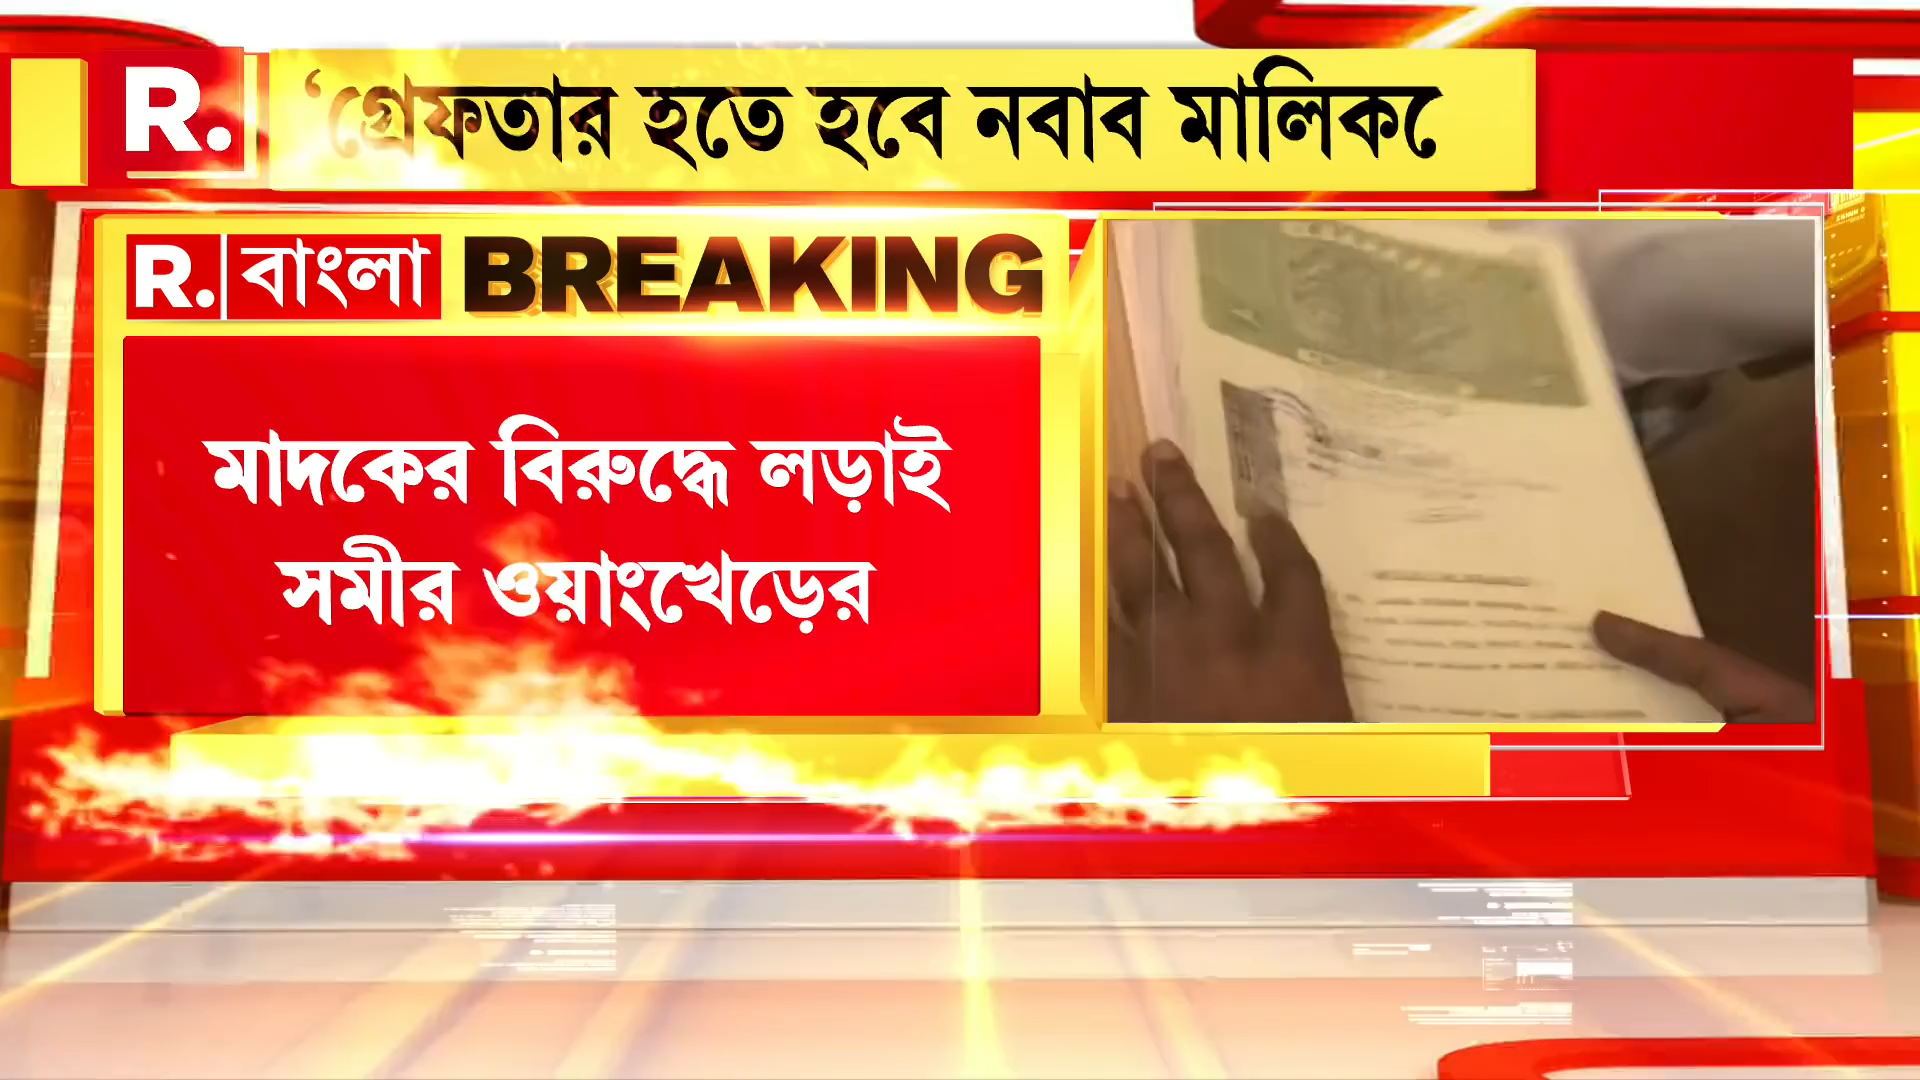 R.
‘গ্রেফতার হতে হবে নবাব মালিককে
R. বাংলা BREAKING
মাদকের বিরুদ্ধে লড়াই
সমীর ওয়াংখেড়ের